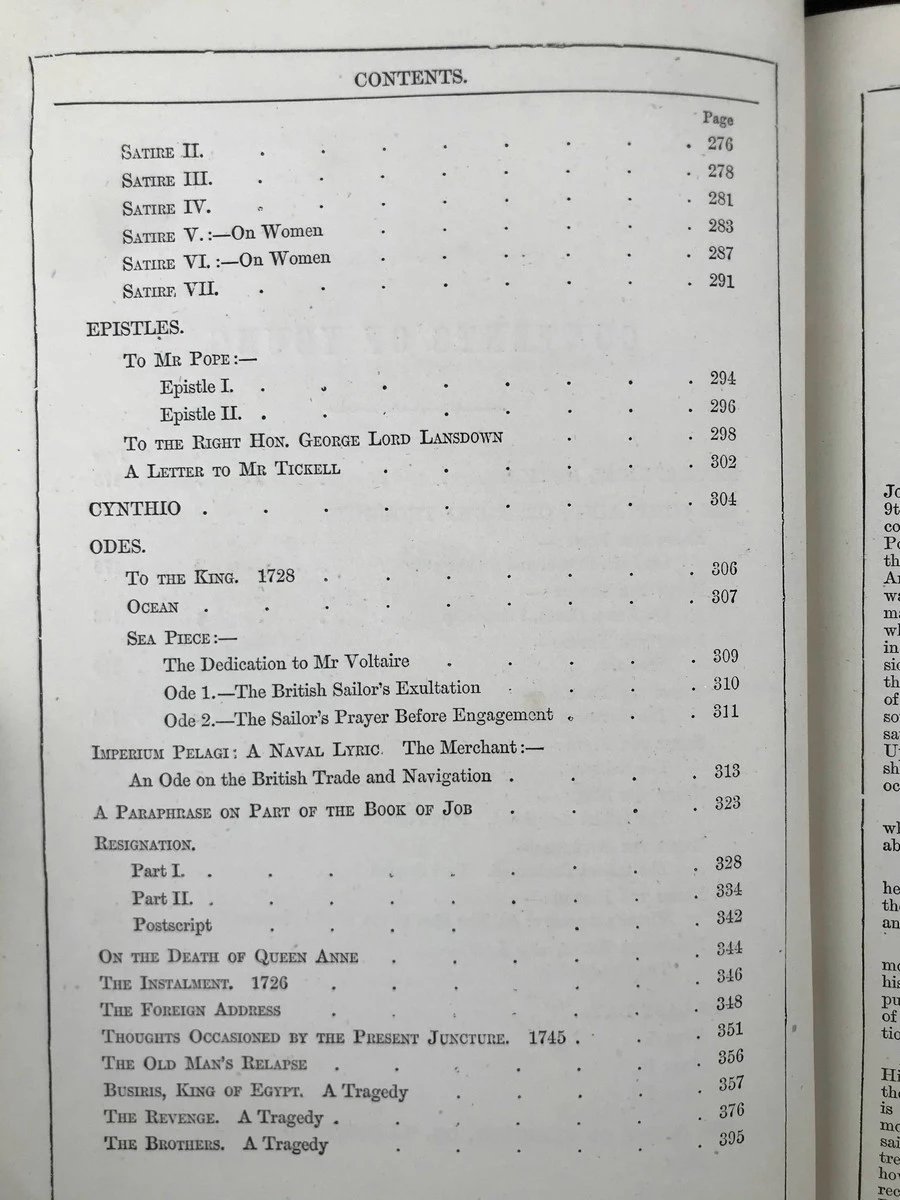 CONTENTS.
Page
SATIRE II. . . . . . . . . 276
SATIRE III. . . . . . . . . 278
SATIRE IV. . . . . . . . . 281
SATIRE V.:—On Women . . . . . . 283
SATIRE VI.:—On Women . . . . . . 287
SATIRE VII. . . . . . . . . 291
EPISTLES.
TO MR POPE:—
Epistle I. . . . . . . . . 294
Epistle II. . . . . . . . 296
TO THE RIGHT HON. GEORGE LORD LANSDOWN . . . 298
A LETTER TO MR TICKELL . . . . . . 302
CYNTHIO . . . . . . . . . 304
ODES.
TO THE KING. 1728 . . . . . . . 306
OCEAN . . . . . . . . . 307
SEA PIECE:—
The Dedication to Mr Voltaire . . . . . 309
Ode 1.—The British Sailor's Exultation . . . . 310
Ode 2.—The Sailor's Prayer Before Engagement . . . 311
IMPERIUM PELAGI: A NAVAL LYRIC. The Merchant:—
An Ode on the British Trade and Navigation . . . . 313
A PARAPHRASE ON PART OF THE BOOK OF JOB . . . . 323
RESIGNATION.
Part I. . . . . . . . . . 328
Part II. . . . . . . . . 334
Postscript . . . . . . . 342
ON THE DEATH OF QUEEN ANNE . . . . . . 344
THE INSTALMENT. 1726 . . . . . . . 346
THE FOREIGN ADDRESS . . . . . . . 348
THOUGHTS OCCASIONED BY THE PRESENT JUNCTURE. 1745 . . . 351
THE OLD MAN'S RELAPSE . . . . . . . 356
BUSIRIS, KING OF EGYPT. A Tragedy . . . . . 357
THE REVENGE. A Tragedy . . . . . . . 376
THE BROTHERS. A Tragedy . . . . . . 395